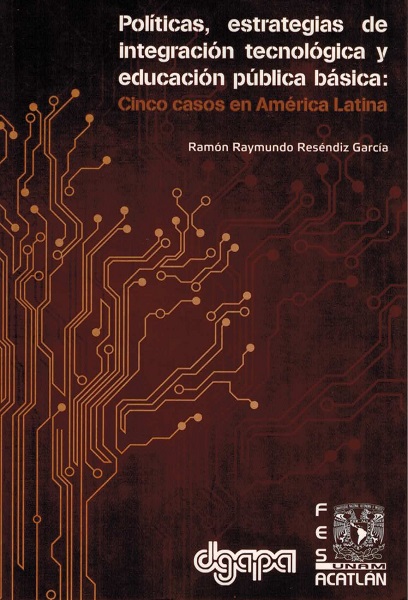 Políticas, estrategias de
integración tecnológica y
educación pública básica:
Cinco casos en América Latina
Ramón Raymundo Reséndiz García
dgapa
FES
UNAM
ACATLÁN